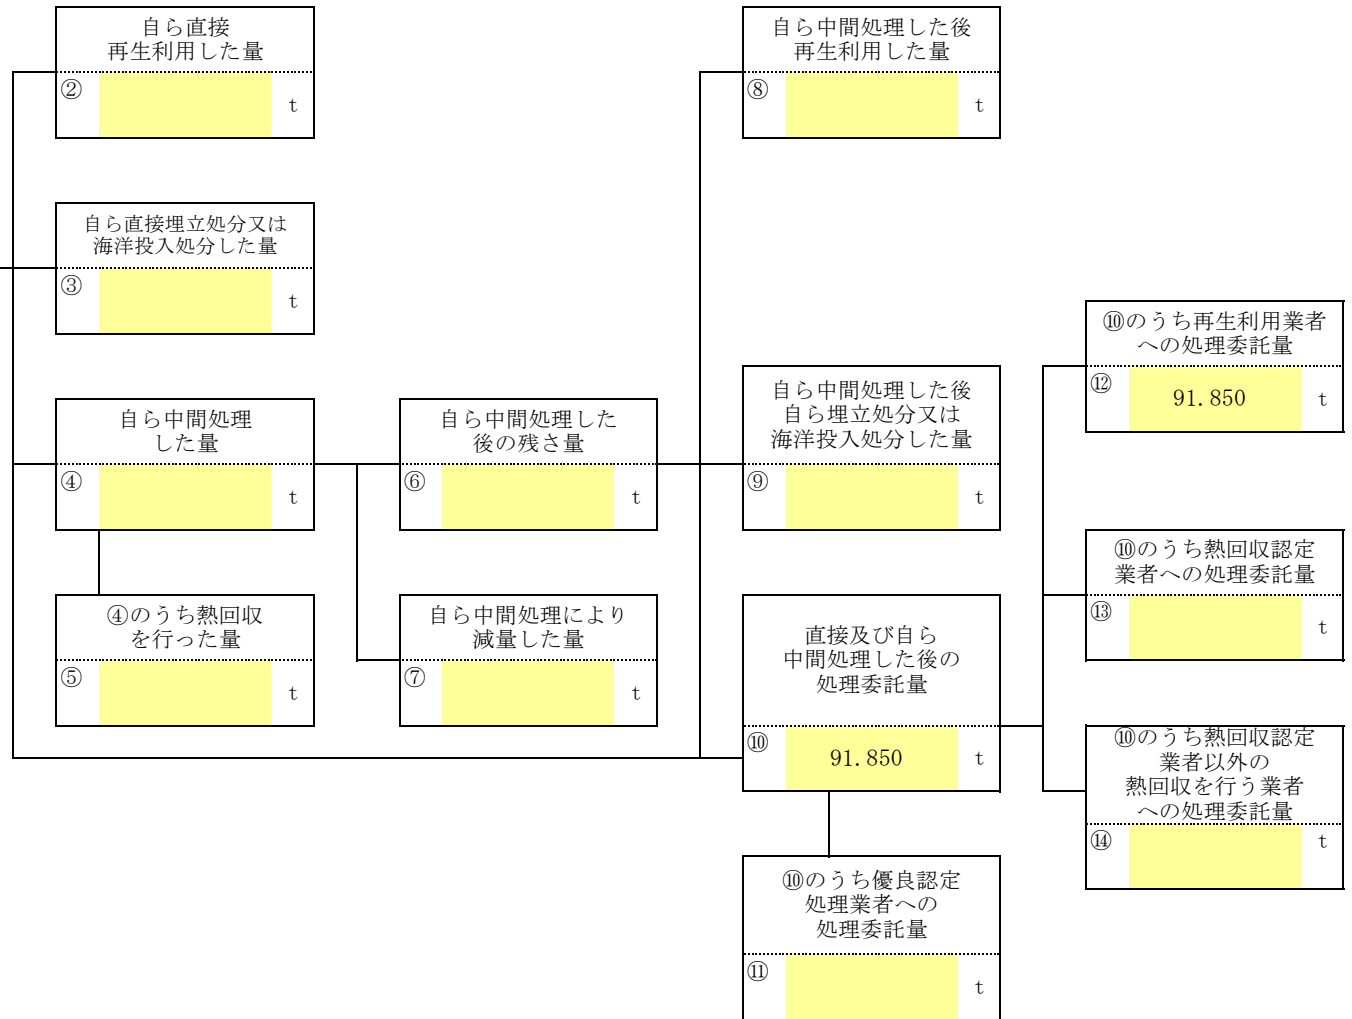 自ら直接
再生利用した量
②
t
自ら直接埋立処分又は
海洋投入処分した量
③
t
自ら中間処理
した量
④
t
④のうち熱回収
を行った量
⑤
t
自ら中間処理した
後の残さ量
⑥
t
自ら中間処理により
減量した量
⑦
t
自ら中間処理した後
再生利用した量
⑧
t
自ら中間処理した後
自ら埋立処分又は
海洋投入処分した量
⑨
t
直接及び自ら
中間処理した後の
処理委託量
⑩ 91.850 t
⑩のうち優良認定
処理業者への
処理委託量
⑪
t
⑩のうち再生利用業者
への処理委託量
⑫ 91.850 t
⑩のうち熱回収認定
業者への処理委託量
⑬
t
⑩のうち熱回収認定
業者以外の
熱回収を行う業者
への処理委託量
⑭
t